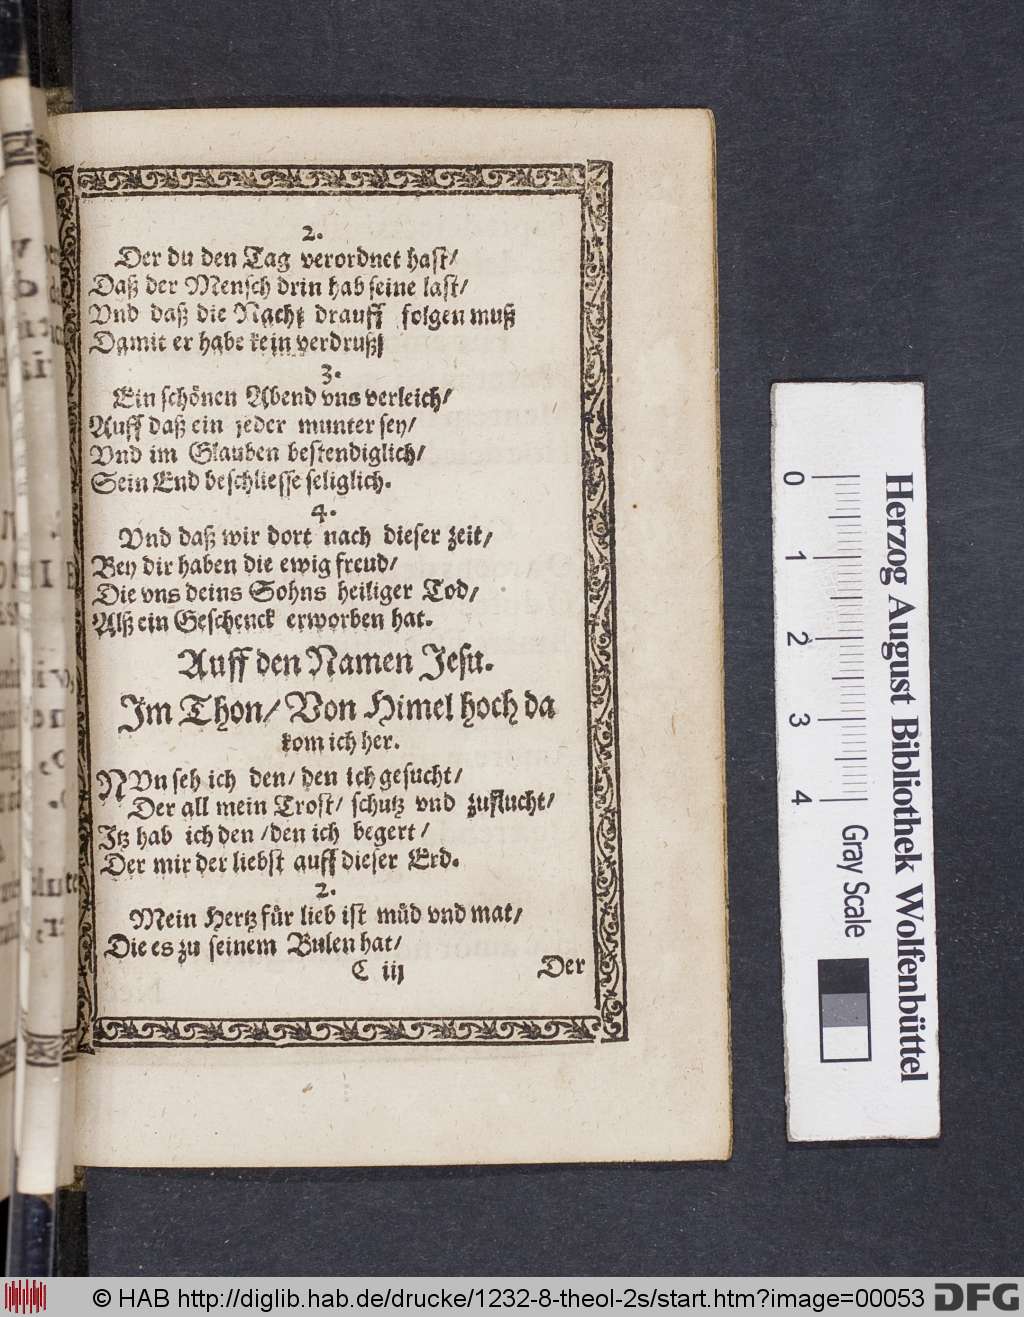 2.
Der du den Tag verordnet hast/
Daß der Mensch drin hab seine last/
Vnd daß die Nacht drauff folgen muß
Damit er habe kein verdruß;
3.
Ein schönen Abend vns verleich/
Auff daß ein jeder munter sey/
Vnd im Glauben bestendiglich/
Sein End beschliesse seliglich.
4.
Vnd daß wir dort nach dieser zeit/
Bey dir haben die ewig freud/
Die vns deins Sohns heiliger Tod/
Alß ein Geschenck erworben hat.
Auff den Namen Jesu.
Im Thon/ Von Himel hoch da
kom ich her.
NVn seh ich den/ den ich gesucht/
Der all mein Trost/ schutz vnd zuflucht/
Itz hab ich den/ den ich begert/
Der mir der liebst auff dieser Erd.
2.
Mein Hertz für lieb ist müd vnd mat/
Die es zu seinem Bulen hat/
C iij
Der
Herzog August Bibliothek Wolfenbüttel
0 1 2 3 4
Gray Scale
© HAB http://diglib.hab.de/drucke/1232-8-theol-2s/start.htm?image=00053
DFG